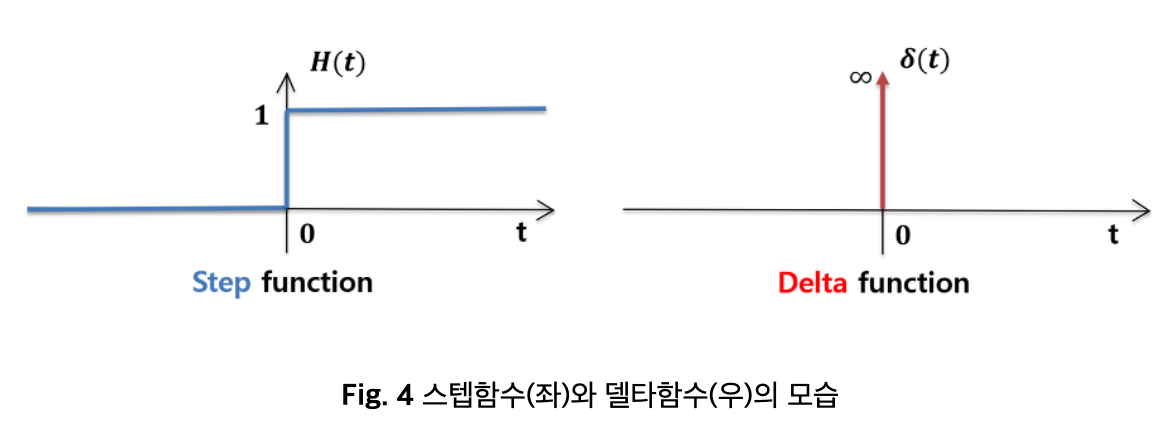 H(t)
1
0
t
Step function
δ(t)
∞
0
t
Delta function
Fig. 4 스텝함수(좌)와 델타함수(우)의 모습